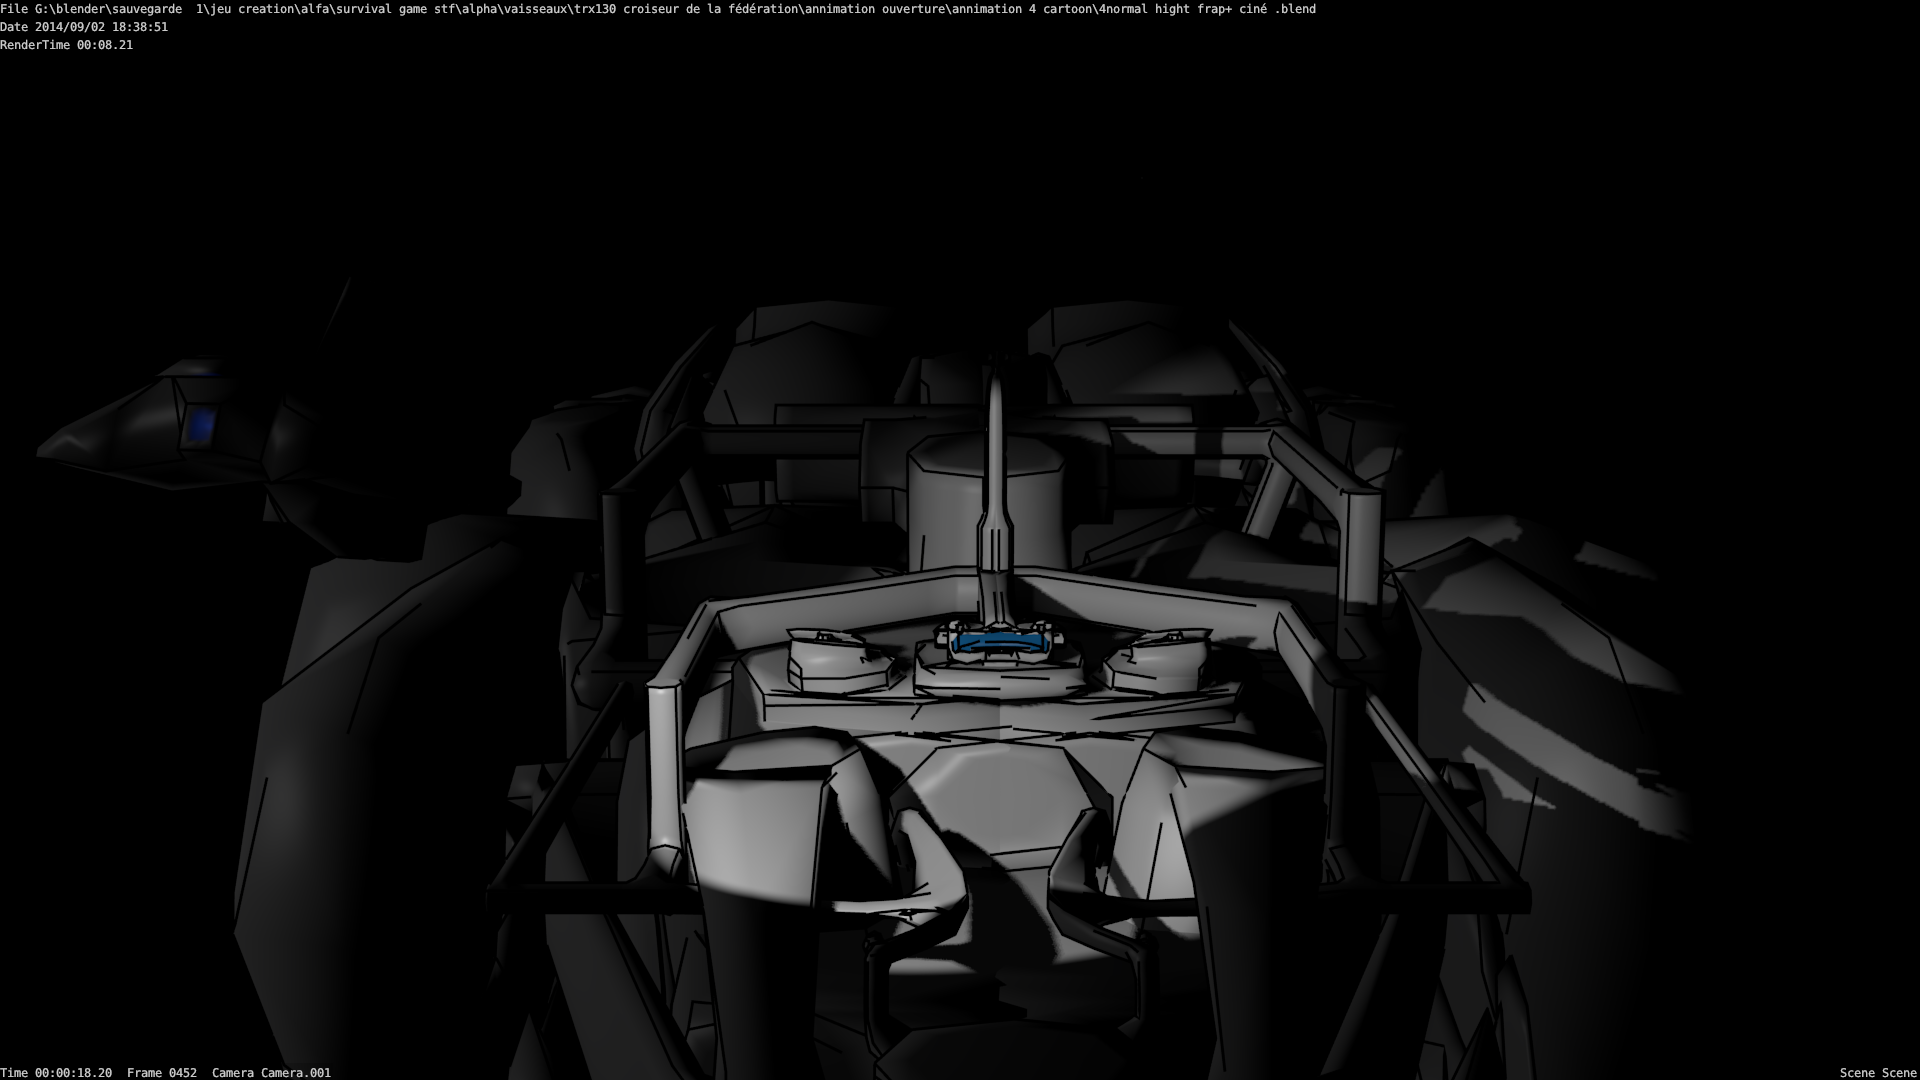 File G:\blender\sauvegarde  1\jeu creation\alfa\survival game stf\alpha\vaisseaux\trx130 croiseur de la fédération\annimation ouverture\annimation 4 cartoon\4normal hight frap+ ciné .blend
Date 2014/09/02 18:38:51
RenderTime 00:08.21
Time 00:00:18.20  Frame 0452  Camera Camera.001
Scene Scene